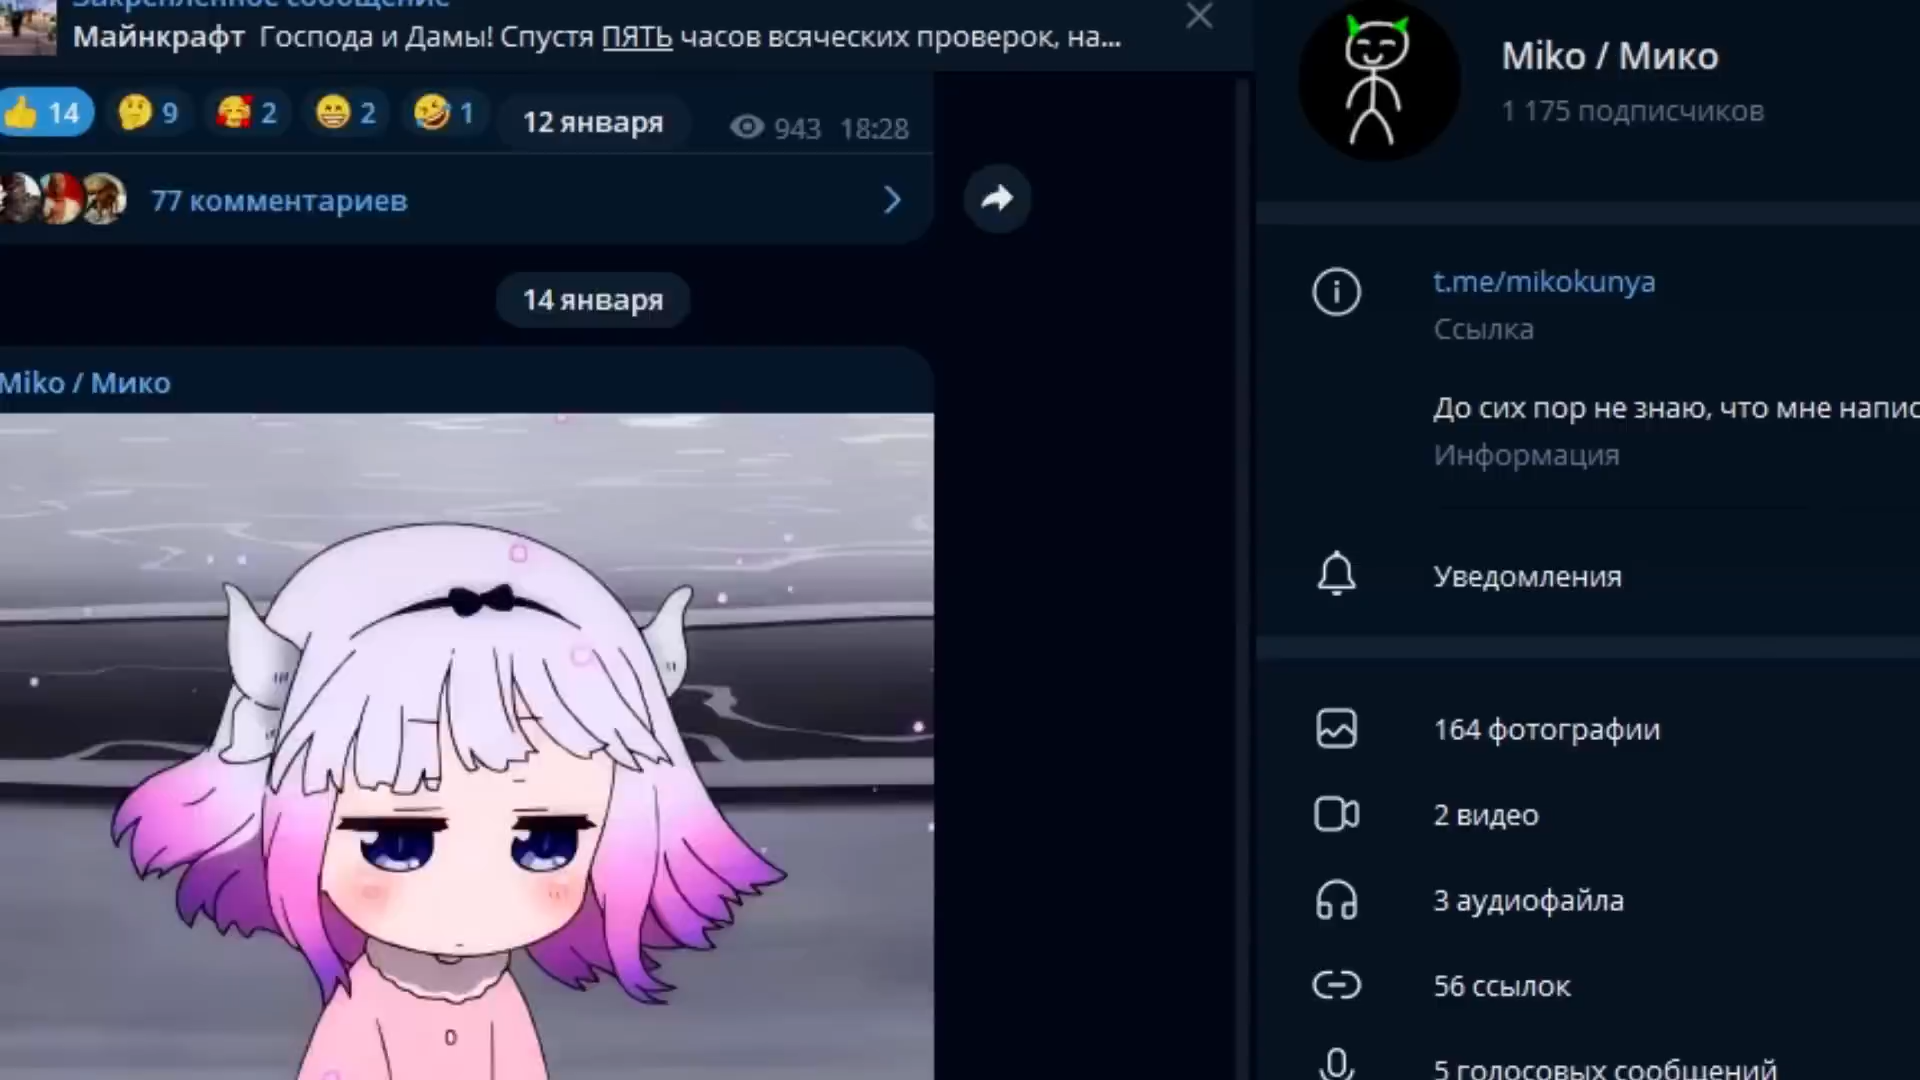 Закреплённое сообщение
Майнкрафт Господа и Дамы! Спустя ПЯТЬ часов всяческих проверок, на...
14 9 2 2 1 12 января 943 18:28
77 комментариев
14 января
Miko / Мико
Miko / Мико
1 175 подписчиков
t.me/mikokunya
Ссылка
До сих пор не знаю, что мне напис
Информация
Уведомления
164 фотографии
2 видео
3 аудиофайла
56 ссылок
5 голосовых сообщений